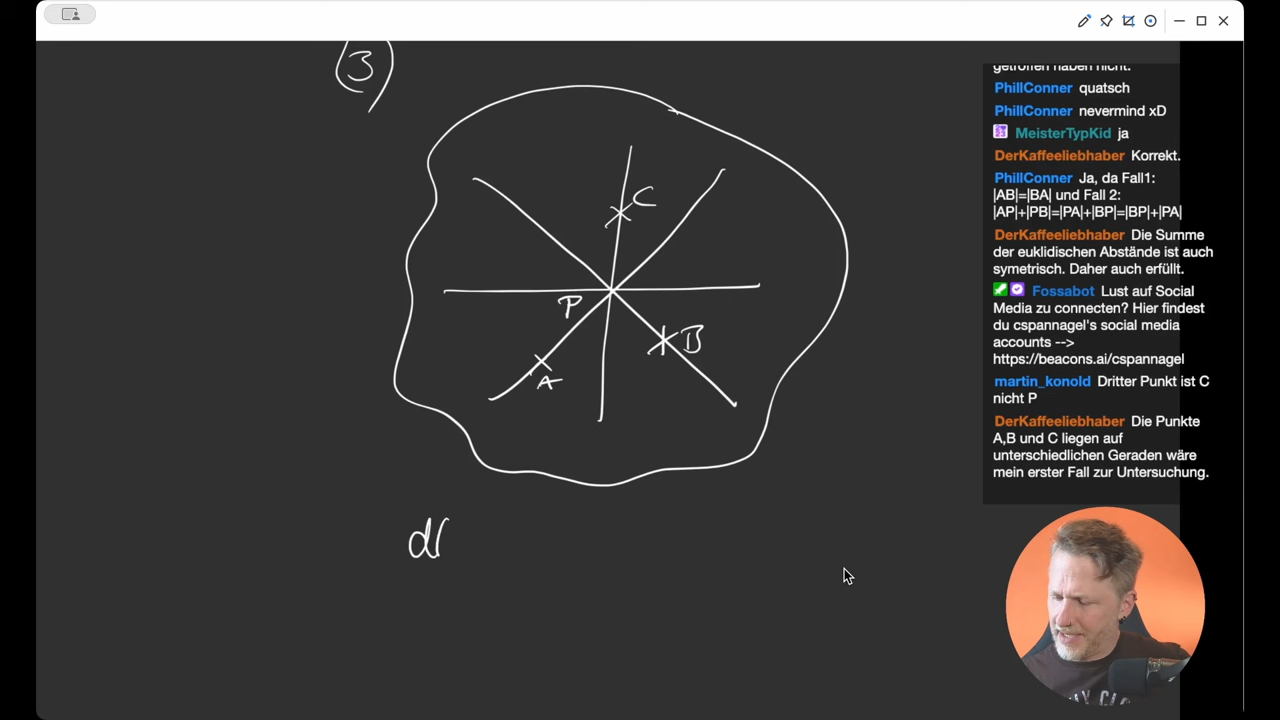 (3)
C
P
B
A
d(
getroffen haben nicht.
PhillConner quatsch
PhillConner nevermind xD
MeisterTypKid ja
DerKaffeeliebhaber Korrekt.
PhillConner Ja, da Fall1:
|AB|=|BA| und Fall 2:
|AP|+|PB|=|PA|+|BP|=|BP|+|PA|
DerKaffeeliebhaber Die Summe
der euklidischen Abstände ist auch
symetrisch. Daher auch erfüllt.
Fossabot Lust auf Social
Media zu connecten? Hier findest
du cspannagel's social media
accounts -->
https://beacons.ai/cspannagel
martin_konold Dritter Punkt ist C
nicht P
DerKaffeeliebhaber Die Punkte
A,B und C liegen auf
unterschiedlichen Geraden wäre
mein erster Fall zur Untersuchung.